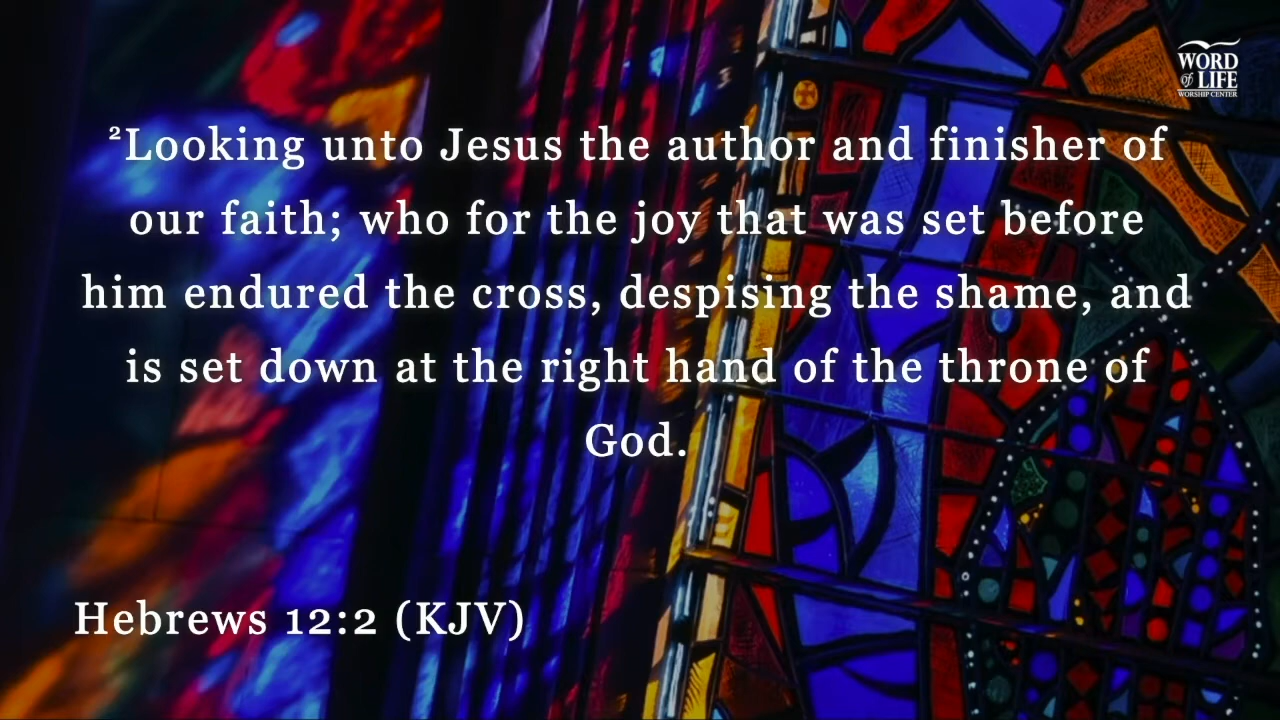 WORD
of LIFE
WORSHIP CENTER
²Looking unto Jesus the author and finisher of
our faith; who for the joy that was set before
him endured the cross, despising the shame, and
is set down at the right hand of the throne of
God.
Hebrews 12:2 (KJV)